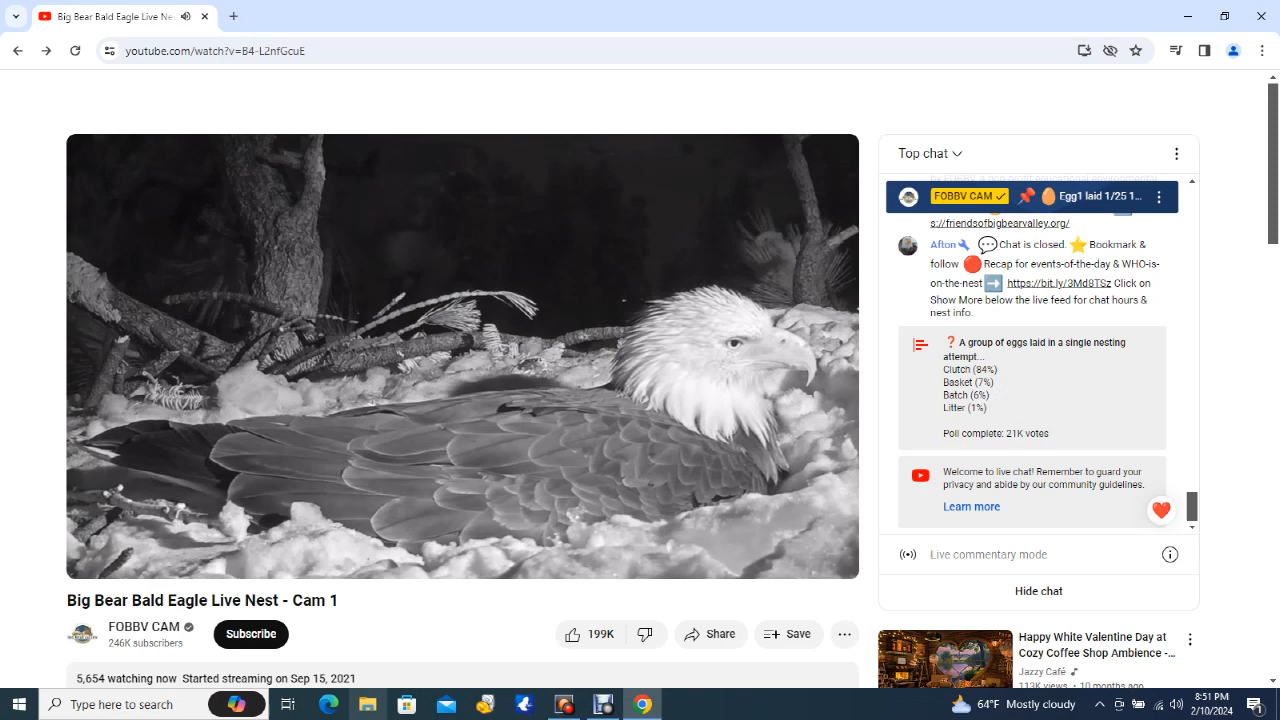 Big Bear Bald Eagle Live Ne
youtube.com/watch?v=B4-L2nfGcuE
Top chat
by FOBBV, a non-profit educational environmental
FOBBV CAM ✓ 📌 🥚 Egg1 laid 1/25 1...
s://friendsofbigbearvalley.org/
Afton🔧 💬Chat is closed. ⭐ Bookmark &
follow 🔴 Recap for events-of-the-day & WHO-is-
on-the-nest ➡️ https://bit.ly/3Md8TSz Click on
Show More below the live feed for chat hours &
nest info.
❓A group of eggs laid in a single nesting
attempt...
Clutch (84%)
Basket (7%)
Batch (6%)
Litter (1%)
Poll complete: 21K votes
Welcome to live chat! Remember to guard your
privacy and abide by our community guidelines.
Learn more
Live commentary mode
Hide chat
Big Bear Bald Eagle Live Nest - Cam 1
FOBBV CAM
246K subscribers
Subscribe
199K
Share
Save
5,654 watching now Started streaming on Sep 15, 2021
Happy White Valentine Day at
Cozy Coffee Shop Ambience -...
Jazzy Café
113K views • 10 months ago
Type here to search
64°F Mostly cloudy
8:51 PM
2/10/2024
1